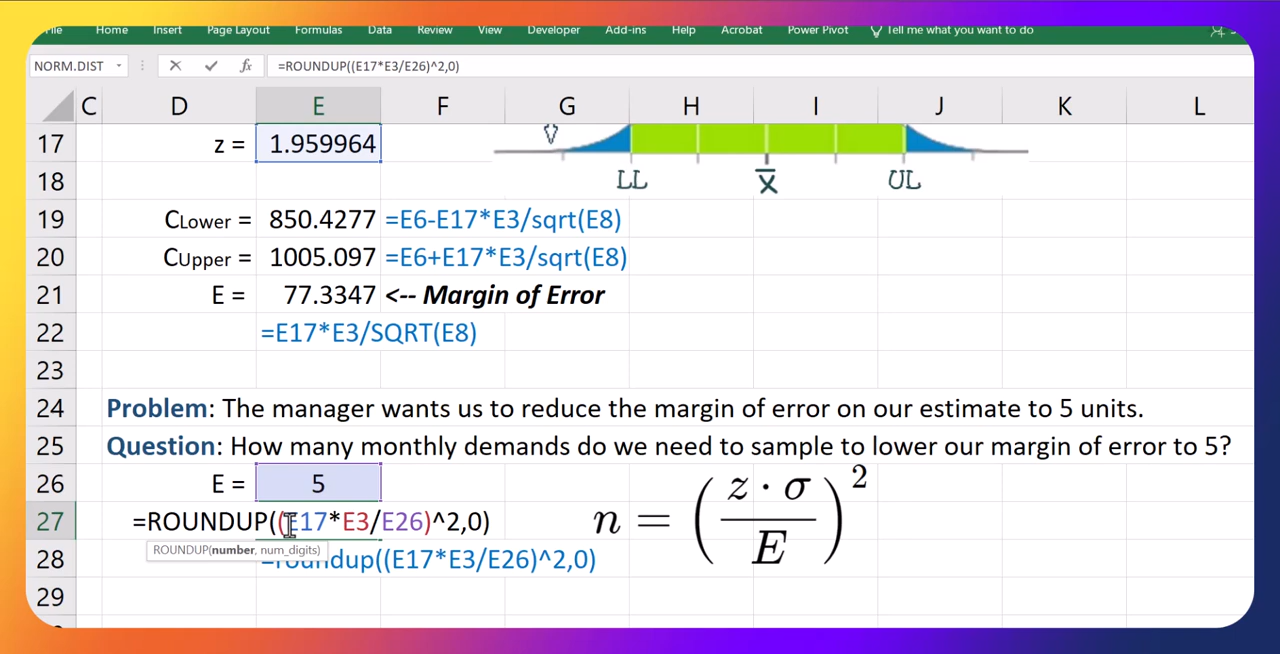 File Home Insert Page Layout Formulas Data Review View Developer Add-ins Help Acrobat Power Pivot Tell me what you want to do
NORM.DIST fx =ROUNDUP((E17*E3/E26)^2,0)
C D E F G H I J K L
17 z = 1.959964
18 LL X̅ UL
19 CLower = 850.4277 =E6-E17*E3/sqrt(E8)
20 CUpper = 1005.097 =E6+E17*E3/sqrt(E8)
21 E = 77.3347 <-- Margin of Error
22 =E17*E3/SQRT(E8)
23
24 Problem: The manager wants us to reduce the margin of error on our estimate to 5 units.
25 Question: How many monthly demands do we need to sample to lower our margin of error to 5?
26 E = 5
27 =ROUNDUP((E17*E3/E26)^2,0) n = (z · σ / E)²
ROUNDUP(number, num_digits)
28 =roundup((E17*E3/E26)^2,0)
29